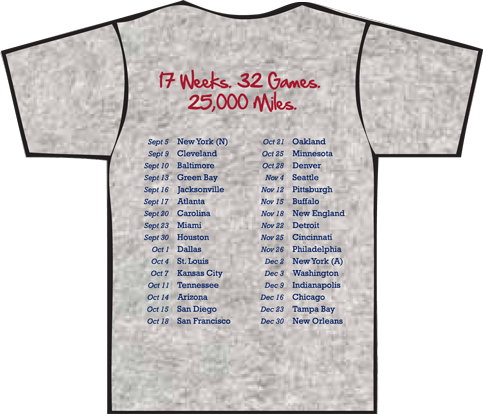 17 Weeks. 32 Games.
25,000 Miles.
Sept 5 New York (N)
Sept 9 Cleveland
Sept 10 Baltimore
Sept 13 Green Bay
Sept 16 Jacksonville
Sept 17 Atlanta
Sept 20 Carolina
Sept 23 Miami
Sept 30 Houston
Oct 1 Dallas
Oct 4 St. Louis
Oct 7 Kansas City
Oct 11 Tennessee
Oct 14 Arizona
Oct 15 San Diego
Oct 18 San Francisco
Oct 21 Oakland
Oct 25 Minnesota
Oct 28 Denver
Nov 4 Seattle
Nov 12 Pittsburgh
Nov 15 Buffalo
Nov 18 New England
Nov 22 Detroit
Nov 25 Cincinnati
Nov 26 Philadelphia
Dec 2 New York (A)
Dec 3 Washington
Dec 9 Indianapolis
Dec 16 Chicago
Dec 23 Tampa Bay
Dec 30 New Orleans